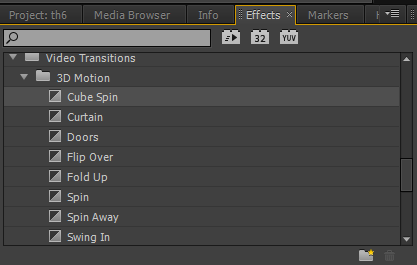 Project: th6 Media Browser Info Effects × Markers
32 YUV
Video Transitions
3D Motion
Cube Spin
Curtain
Doors
Flip Over
Fold Up
Spin
Spin Away
Swing In